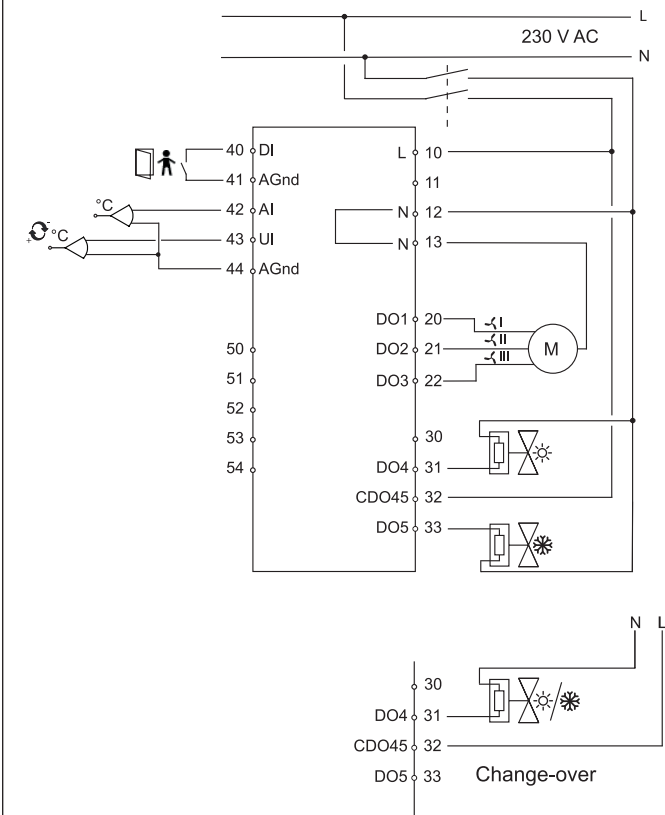 L
230 V AC
N
40 DI L 10
41 AGnd 11
°C 42 AI N 12
+ - °C 43 UI N 13
44 AGnd
DO1 20 I
50 DO2 21 II M
51 DO3 22 III
52
53 30
54 DO4 31
CDO45 32
DO5 33
N L
30
DO4 31
CDO45 32
DO5 33 Change-over